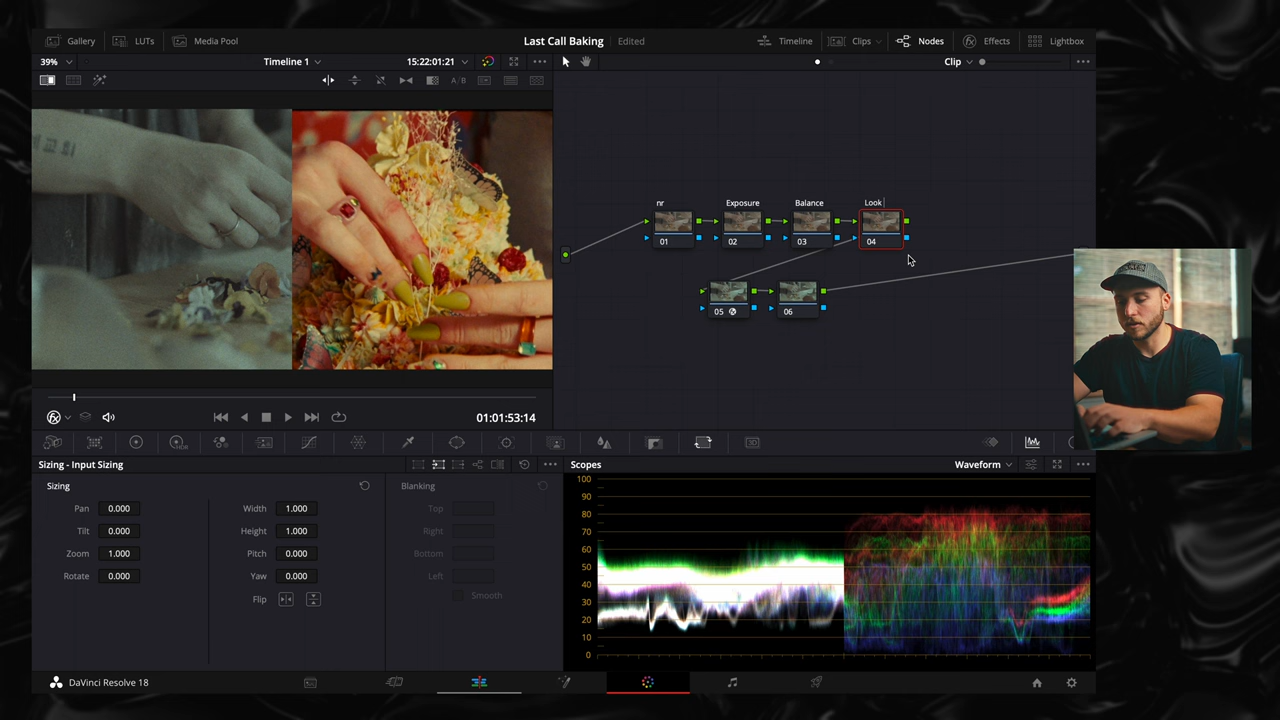 Gallery LUTs Media Pool Last Call Baking Edited Timeline Clips Nodes Effects Lightbox
39% Timeline 1 15:22:01:21 Clip
A/B
nr Exposure Balance Look
01 02 03 04
05 06
01:01:53:14
Sizing - Input Sizing
Scopes Waveform
Sizing
Pan 0.000 Width 1.000
Tilt 0.000 Height 1.000
Zoom 1.000 Pitch 0.000
Rotate 0.000 Yaw 0.000
Flip
Blanking
Top
Right
Bottom
Left
Smooth
100
90
80
70
60
50
40
30
20
10
0
DaVinci Resolve 18